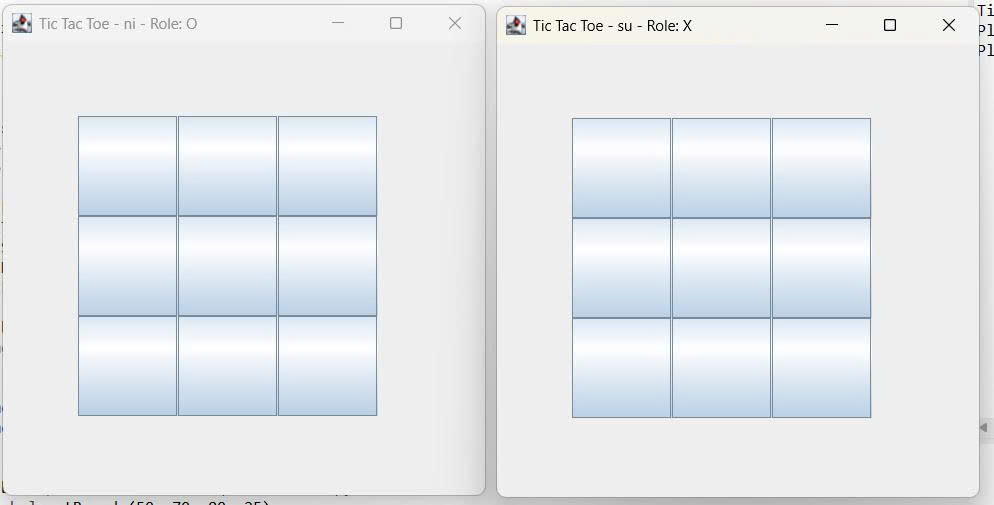 Tic Tac Toe - ni - Role: O
Tic Tac Toe - su - Role: X
Ti
Pl
Pl